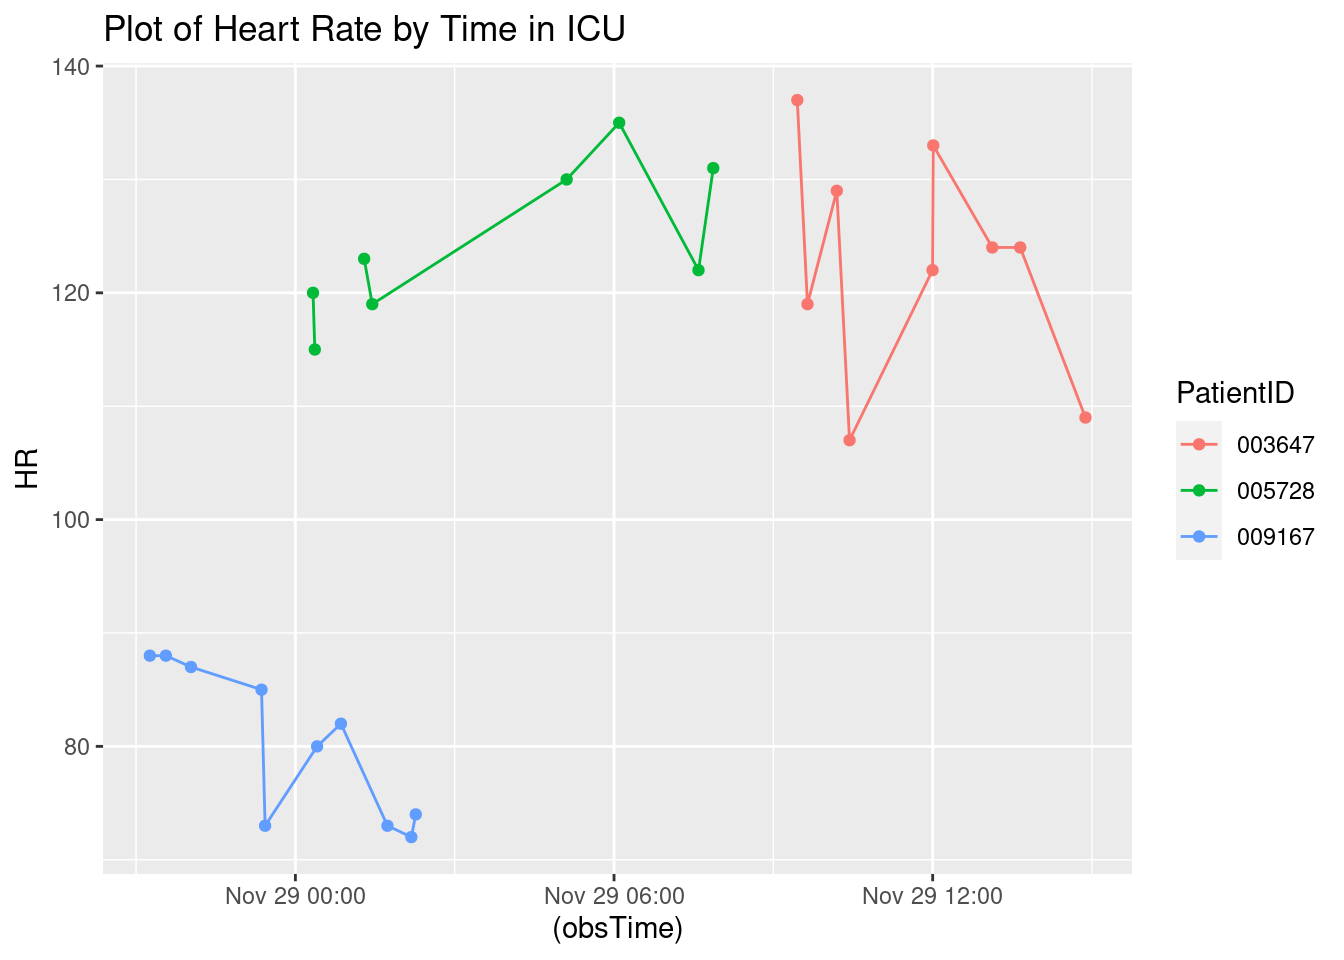 Plot of Heart Rate by Time in ICU
140
120
100
80
HR
Nov 29 00:00
Nov 29 06:00
Nov 29 12:00
(obsTime)
PatientID
003647
005728
009167